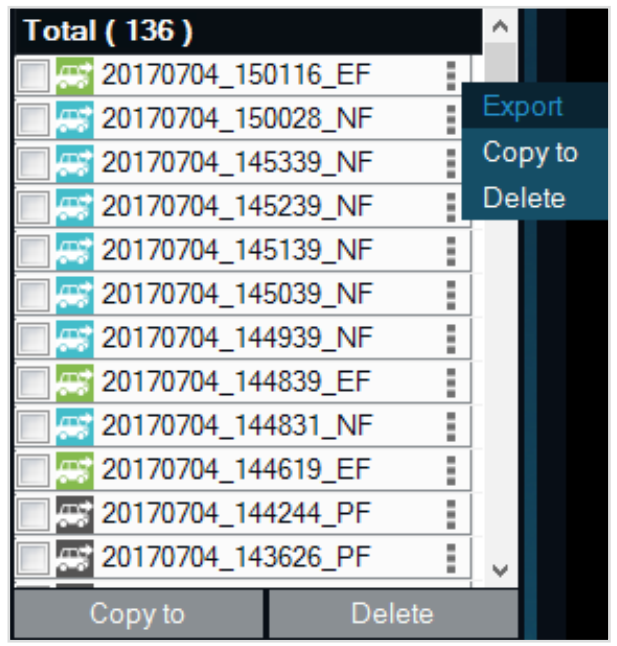 Total ( 136 )
20170704_150116_EF
20170704_150028_NF
20170704_145339_NF
20170704_145239_NF
20170704_145139_NF
20170704_145039_NF
20170704_144939_NF
20170704_144839_EF
20170704_144831_NF
20170704_144619_EF
20170704_144244_PF
20170704_143626_PF
Copy to Delete
Export
Copy to
Delete